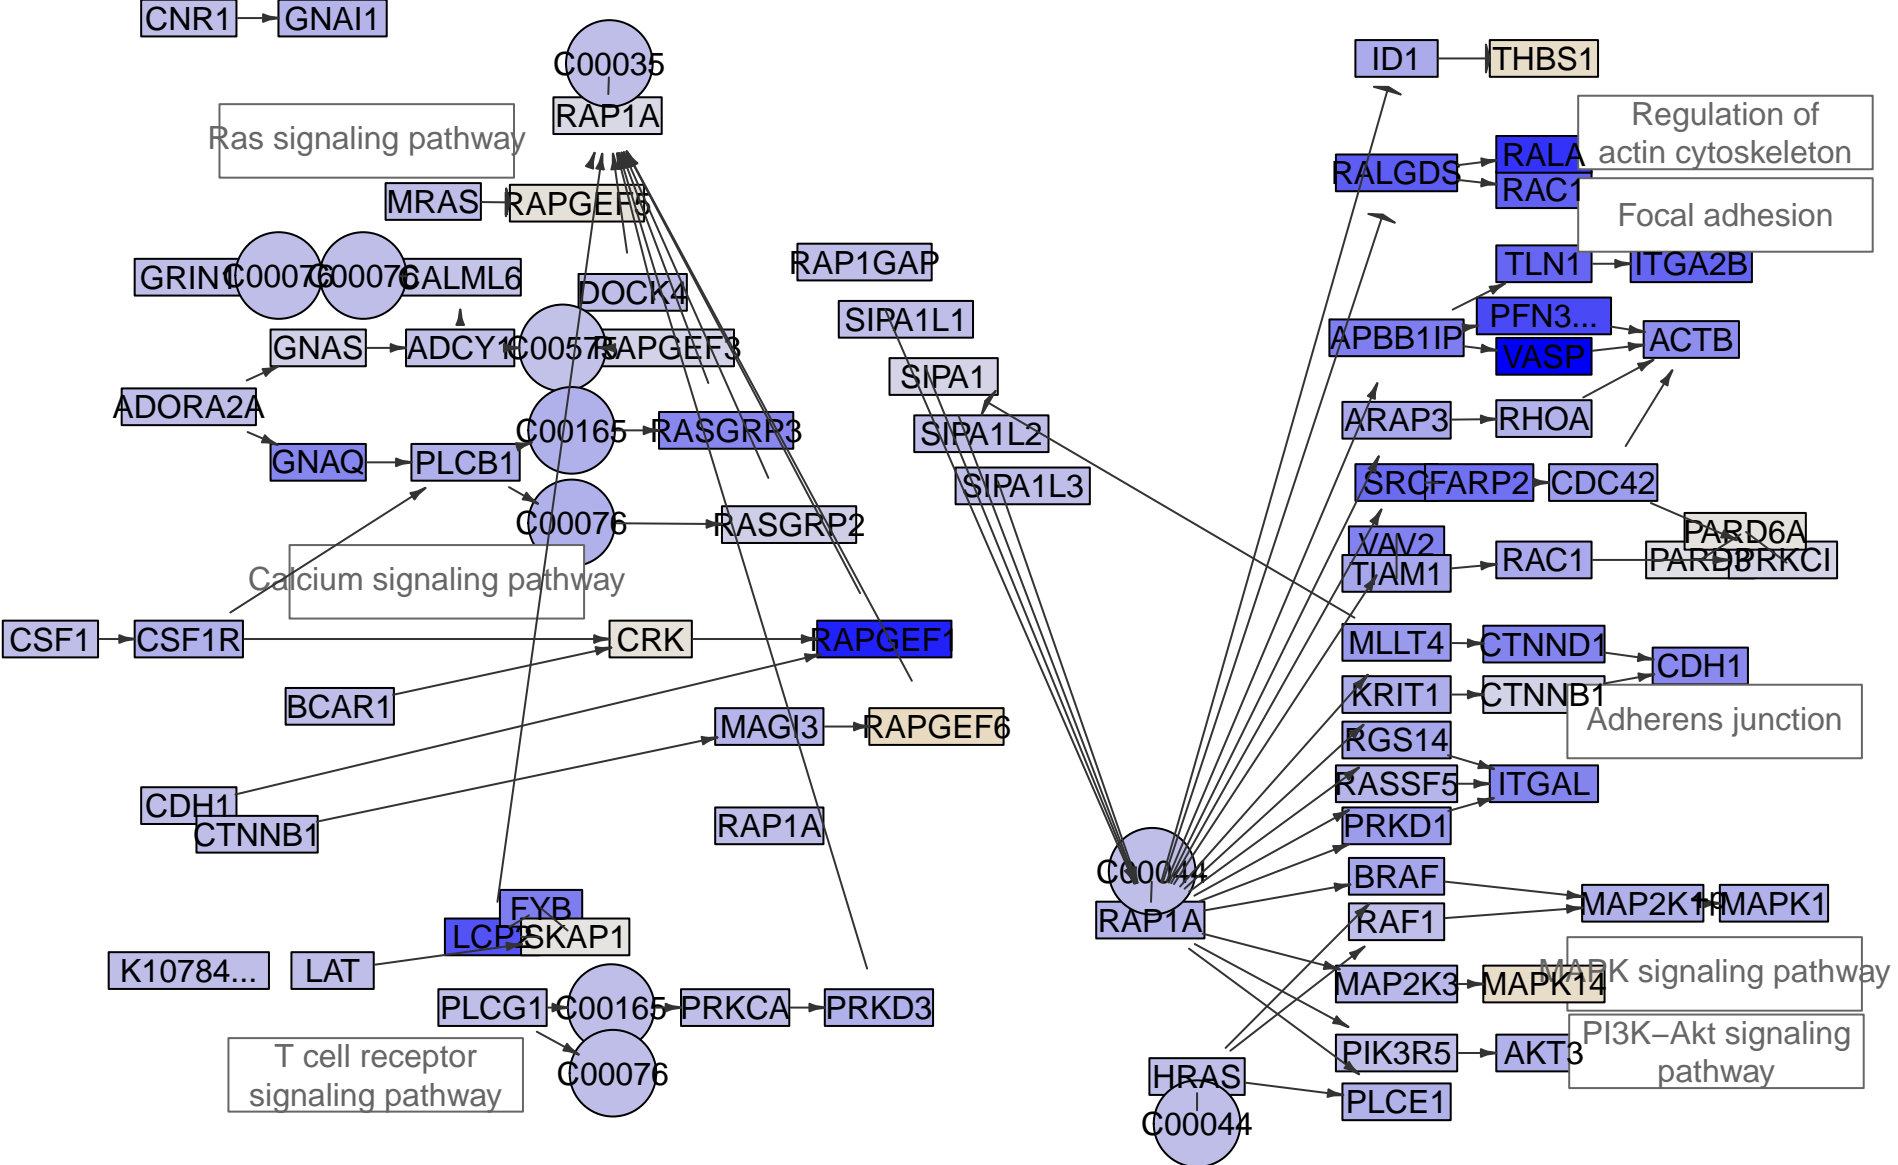 CNR1
GNAI1
C00035
RAP1A
Ras signaling pathway
MRAS
RAPGEF5
GRIN1
C00076
C00076
CALML6
DOCK4
GNAS
ADCY1
C00575
RAPGEF3
ADORA2A
GNAQ
PLCB1
C00165
RASGRP3
C00076
RASGRP2
Calcium signaling pathway
CSF1
CSF1R
CRK
RAPGEF1
BCAR1
MAGI3
RAPGEF6
CDH1
CTNNB1
RAP1A
FYB
LCP2
SKAP1
K10784...
LAT
PLCG1
C00165
PRKCA
PRKD3
T cell receptor
signaling pathway
C00076
RAP1GAP
SIPA1L1
SIPA1
SIPA1L2
SIPA1L3
C00044
RAP1A
HRAS
C00044
ID1
THBS1
Regulation of
actin cytoskeleton
RALGDS
RALA
RAC1
Focal adhesion
TLN1
ITGA2B
APBB1IP
PFN3...
VASP
ACTB
ARAP3
RHOA
SRC
FARP2
CDC42
VAV2
TIAM1
RAC1
PARD6A
PARD3
PRKCI
MLLT4
CTNND1
CDH1
KRIT1
CTNNB1
Adherens junction
RGS14
RASSF5
ITGAL
PRKD1
BRAF
RAF1
MAP2K1
+p
MAPK1
MAP2K3
MAPK14
MAPK signaling pathway
PIK3R5
AKT3
PI3K−Akt signaling
pathway
PLCE1